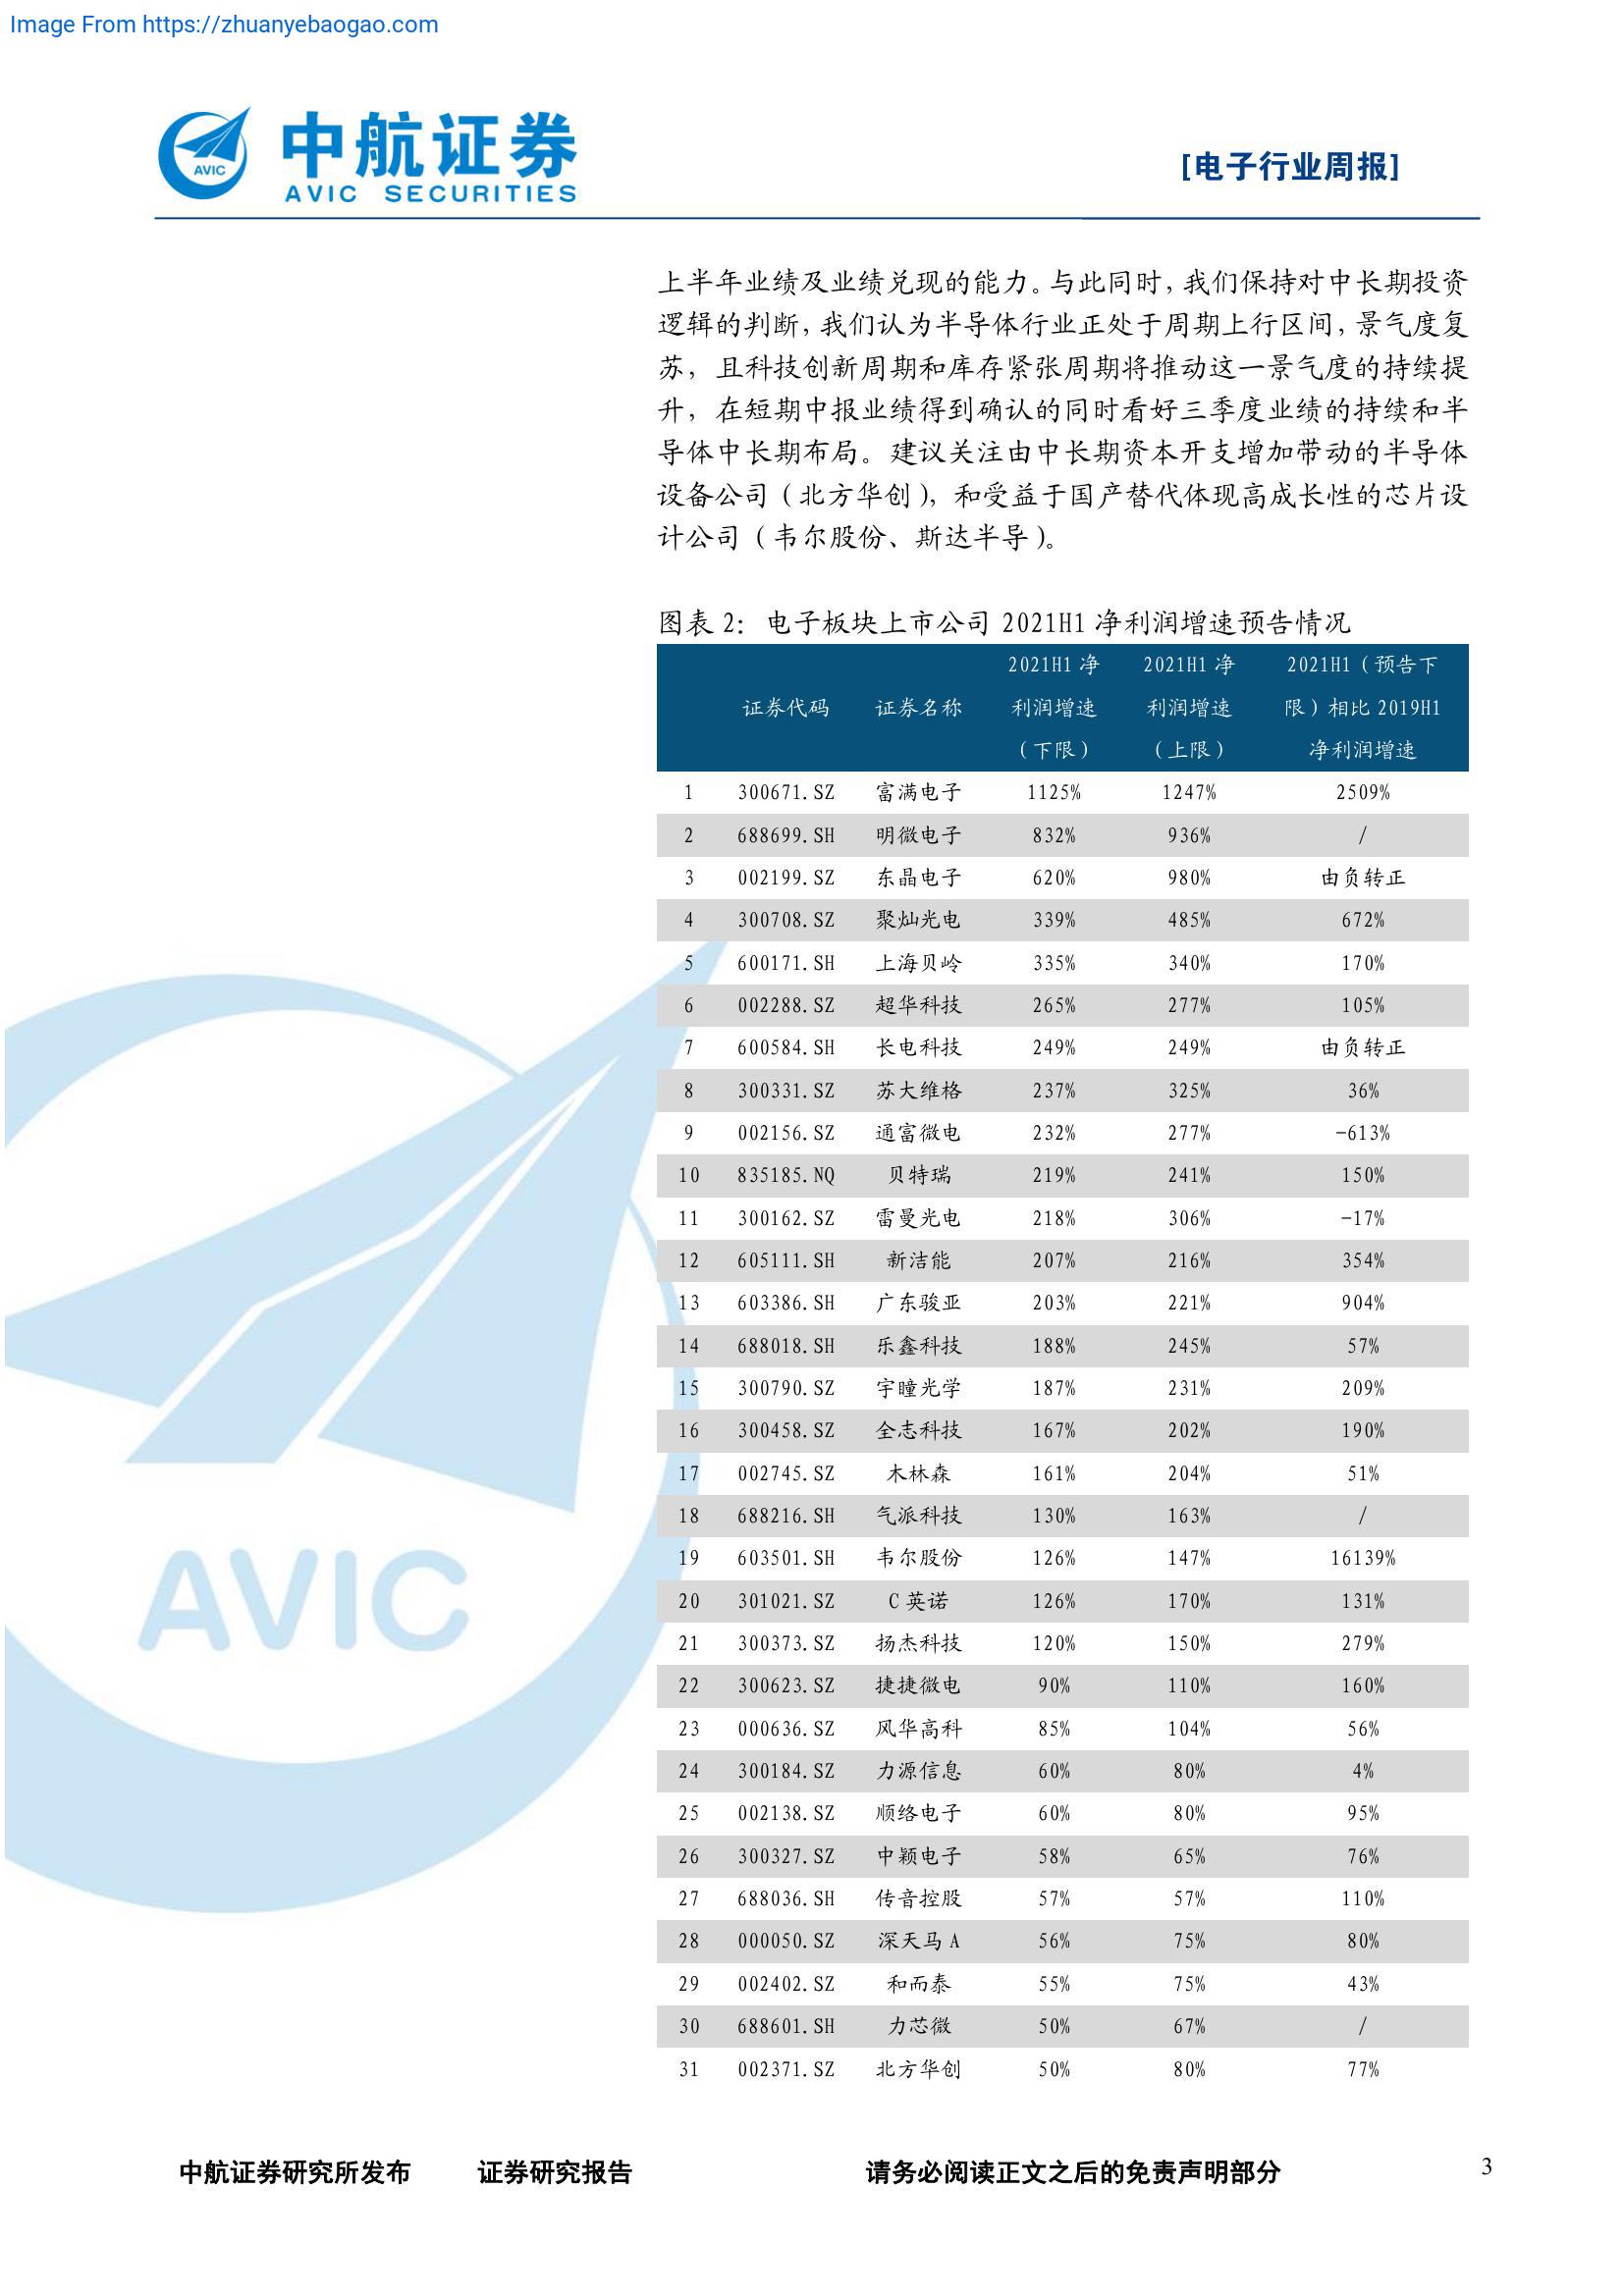 Image From https://zhuanyebaogao.com
中航证券
AVIC
AVIC SECURITIES
[电子行业周报]
上半年业绩及业绩兑现的能力。与此同时，我们保持对中长期投资
逻辑的判断，我们认为半导体行业正处于周期上行区间，景气度复
苏，且科技创新周期和库存紧张周期将推动这一景气度的持续提
升，在短期中报业绩得到确认的同时看好三季度业绩的持续和半
导体中长期布局。建议关注由中长期资本开支增加带动的半导体
设备公司（北方华创），和受益于国产替代体现高成长性的芯片设
计公司（韦尔股份、斯达半导）。
图表 2：电子板块上市公司 2021H1 净利润增速预告情况
证券代码 证券名称 2021H1 净利润增速（下限） 2021H1 净利润增速（上限） 2021H1（预告下限）相比 2019H1净利润增速
1 300671.SZ 富满电子 1125% 1247% 2509%
2 688699.SH 明微电子 832% 936% /
3 002199.SZ 东晶电子 620% 980% 由负转正
4 300708.SZ 聚灿光电 339% 485% 672%
5 600171.SH 上海贝岭 335% 340% 170%
6 002288.SZ 超华科技 265% 277% 105%
7 600584.SH 长电科技 249% 249% 由负转正
8 300331.SZ 苏大维格 237% 325% 36%
9 002156.SZ 通富微电 232% 277% -613%
10 835185.NQ 贝特瑞 219% 241% 150%
11 300162.SZ 雷曼光电 218% 306% -17%
12 605111.SH 新洁能 207% 216% 354%
13 603386.SH 广东骏亚 203% 221% 904%
14 688018.SH 乐鑫科技 188% 245% 57%
15 300790.SZ 宇瞳光学 187% 231% 209%
16 300458.SZ 全志科技 167% 202% 190%
17 002745.SZ 木林森 161% 204% 51%
18 688216.SH 气派科技 130% 163% /
19 603501.SH 韦尔股份 126% 147% 16139%
20 301021.SZ C 英诺 126% 170% 131%
21 300373.SZ 扬杰科技 120% 150% 279%
22 300623.SZ 捷捷微电 90% 110% 160%
23 000636.SZ 风华高科 85% 104% 56%
24 300184.SZ 力源信息 60% 80% 4%
25 002138.SZ 顺络电子 60% 80% 95%
26 300327.SZ 中颖电子 58% 65% 76%
27 688036.SH 传音控股 57% 57% 110%
28 000050.SZ 深天马 A 56% 75% 80%
29 002402.SZ 和而泰 55% 75% 43%
30 688601.SH 力芯微 50% 67% /
31 002371.SZ 北方华创 50% 80% 77%
AVIC
中航证券研究所发布 证券研究报告 请务必阅读正文之后的免责声明部分 3